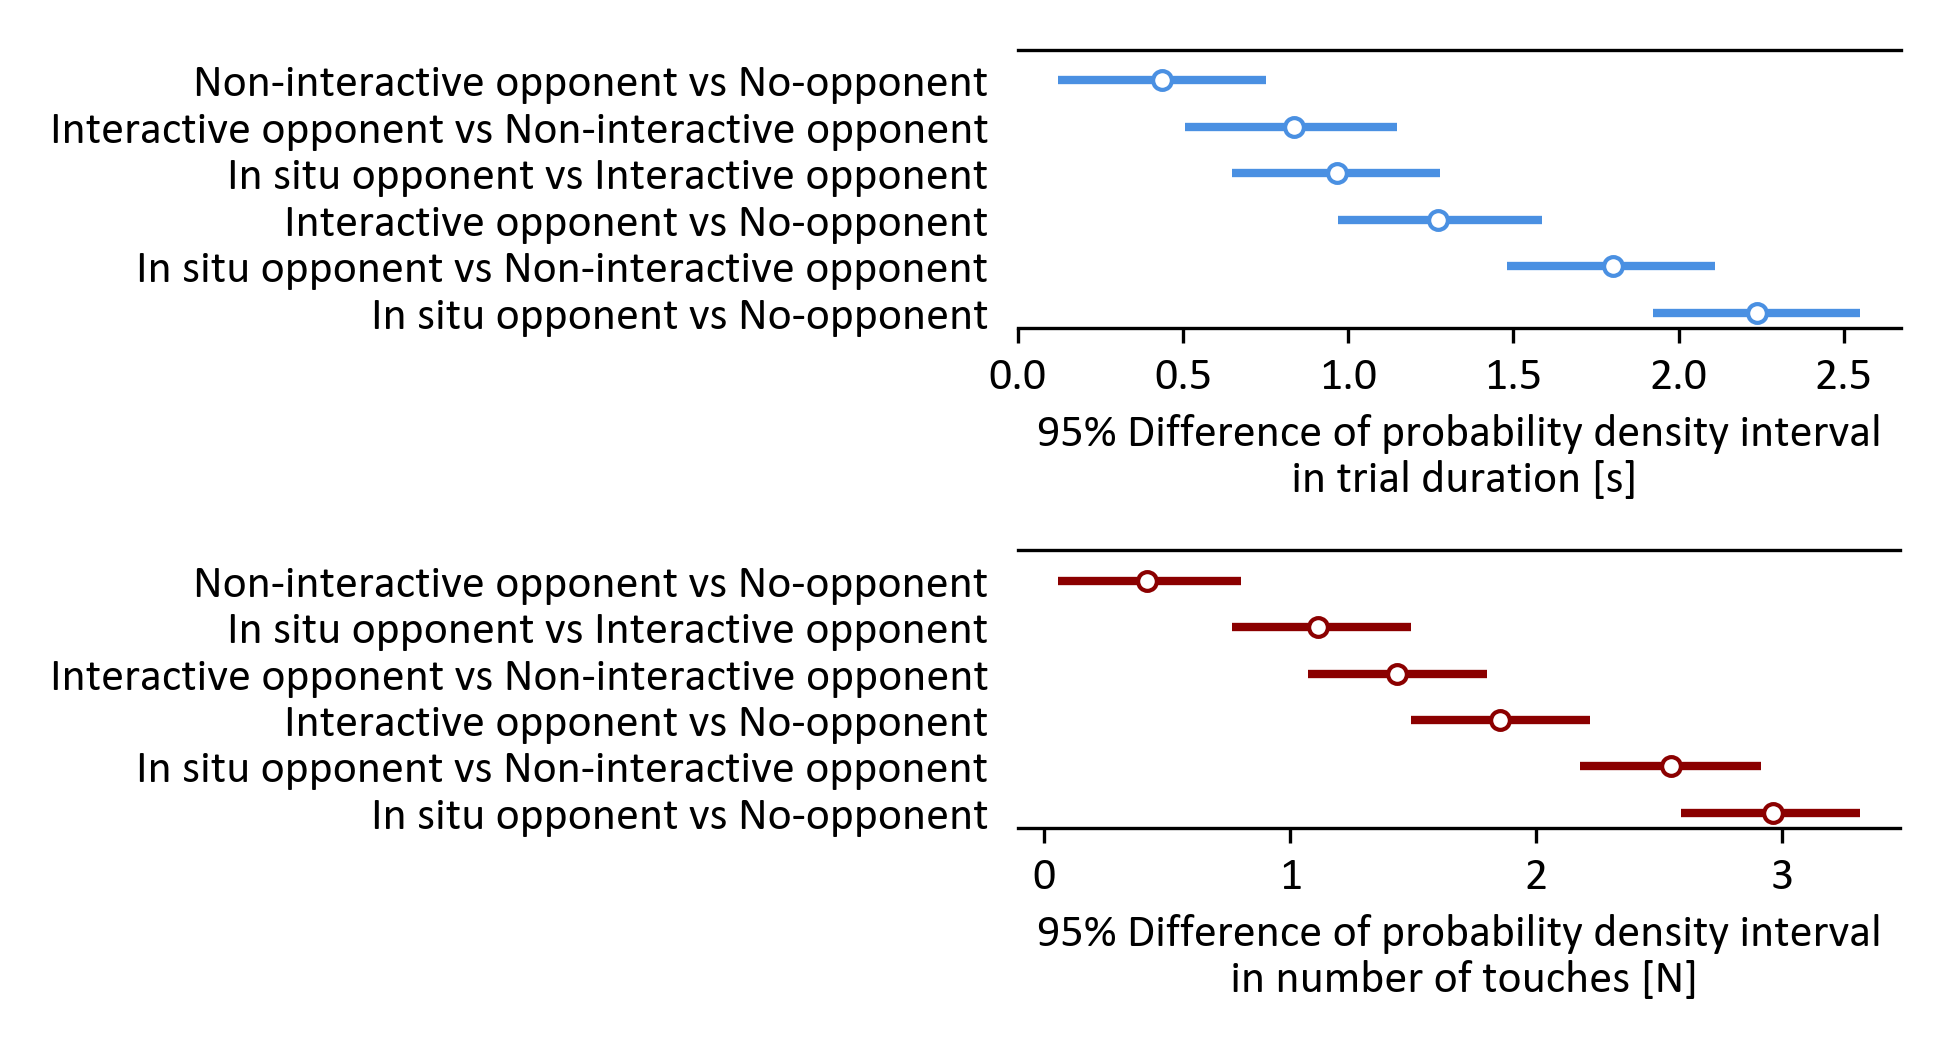 Non-interactive opponent vs No-opponent
Interactive opponent vs Non-interactive opponent
In situ opponent vs Interactive opponent
Interactive opponent vs No-opponent
In situ opponent vs Non-interactive opponent
In situ opponent vs No-opponent
0.0 0.5 1.0 1.5 2.0 2.5
95% Difference of probability density interval
in trial duration [s]
Non-interactive opponent vs No-opponent
In situ opponent vs Interactive opponent
Interactive opponent vs Non-interactive opponent
Interactive opponent vs No-opponent
In situ opponent vs Non-interactive opponent
In situ opponent vs No-opponent
0 1 2 3
95% Difference of probability density interval
in number of touches [N]